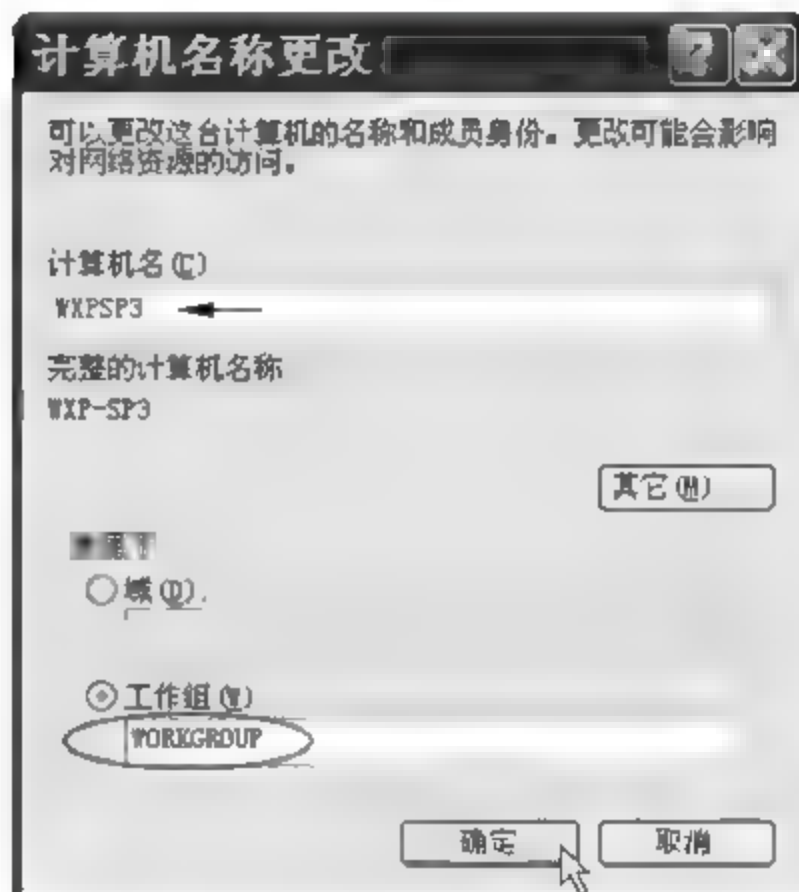 计算机名称更改
可以更改这台计算机的名称和成员身份。更改可能会影响
对网络资源的访问。
计算机名(C)
WXPSP3
完整的计算机名称
WXP-SP3
其它(M)
域(D)
工作组(W)
WORKGROUP
确定 取消